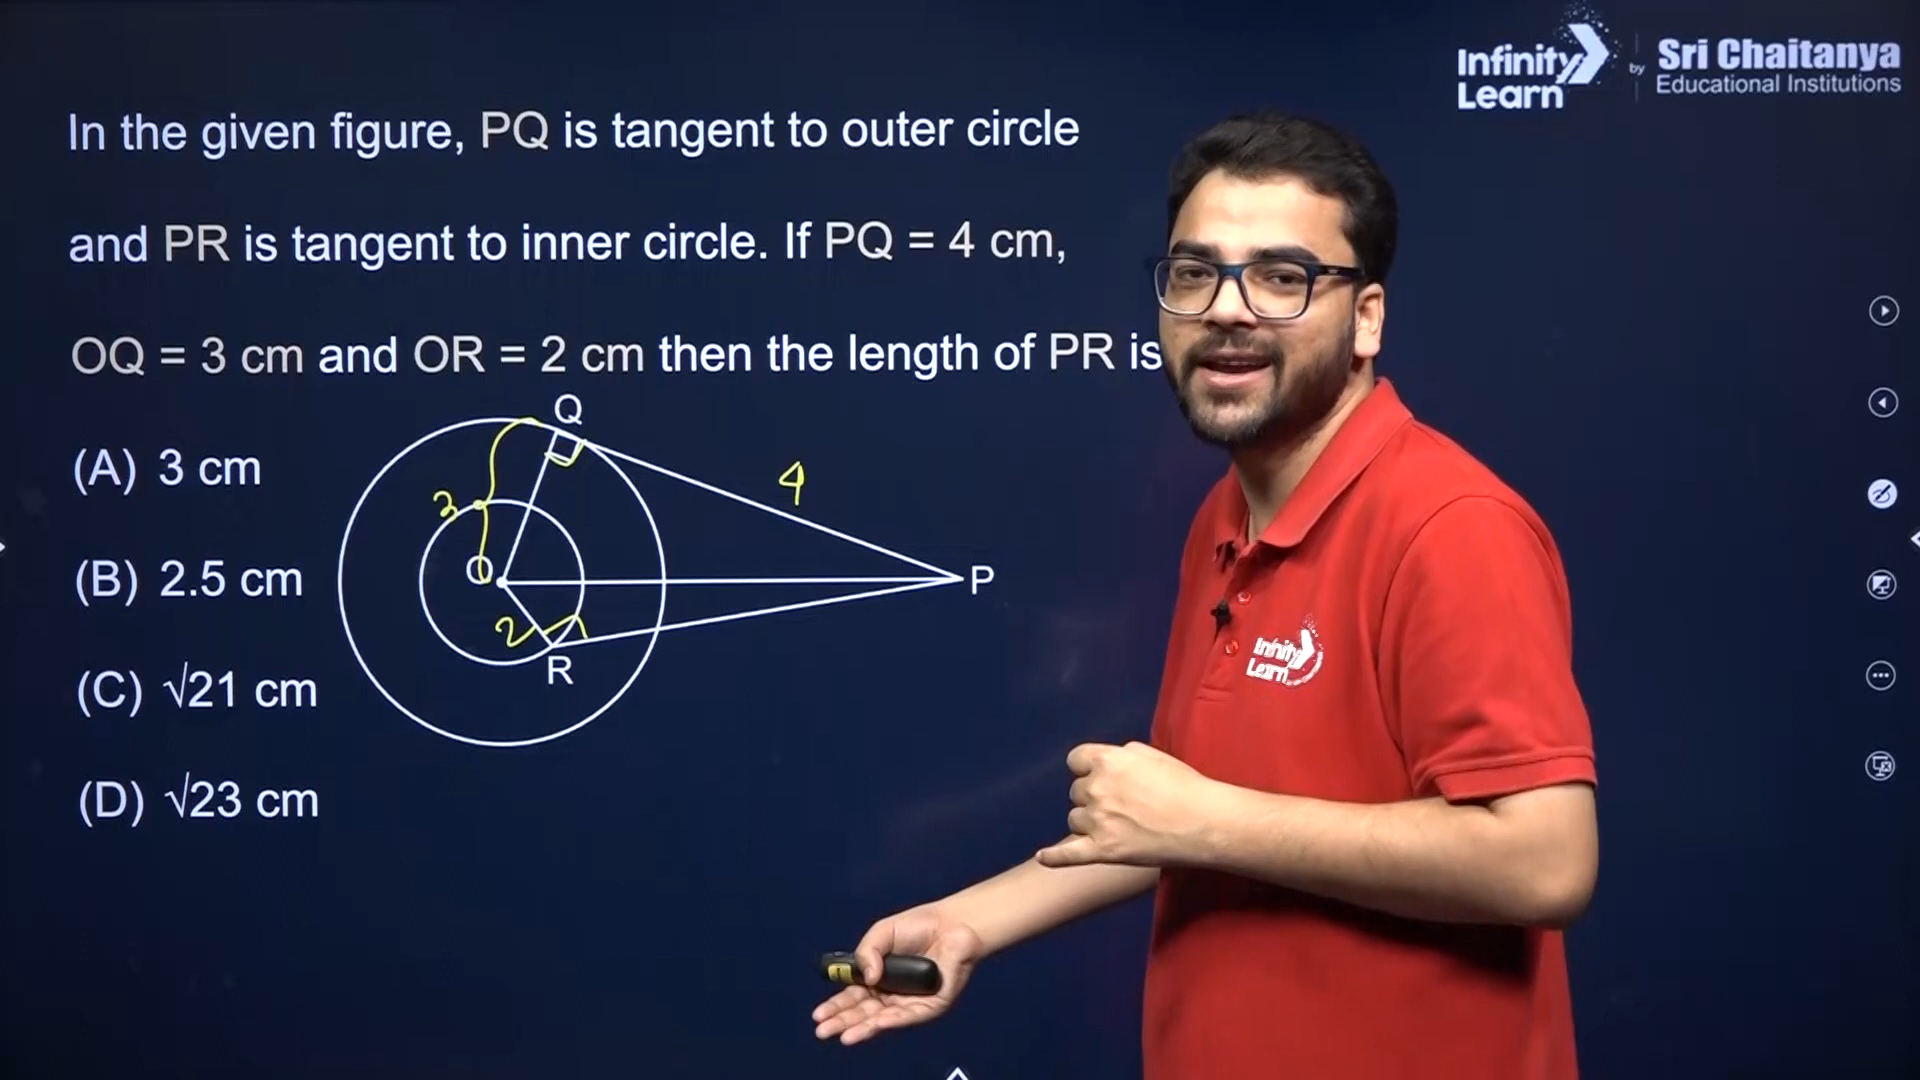 Infinity Learn by Sri Chaitanya Educational Institutions
In the given figure, PQ is tangent to outer circle
and PR is tangent to inner circle. If PQ = 4 cm,
OQ = 3 cm and OR = 2 cm then the length of PR is
(A) 3 cm
(B) 2.5 cm
(C) √21 cm
(D) √23 cm
Q
4
3
O
P
2
R
Infinity Learn